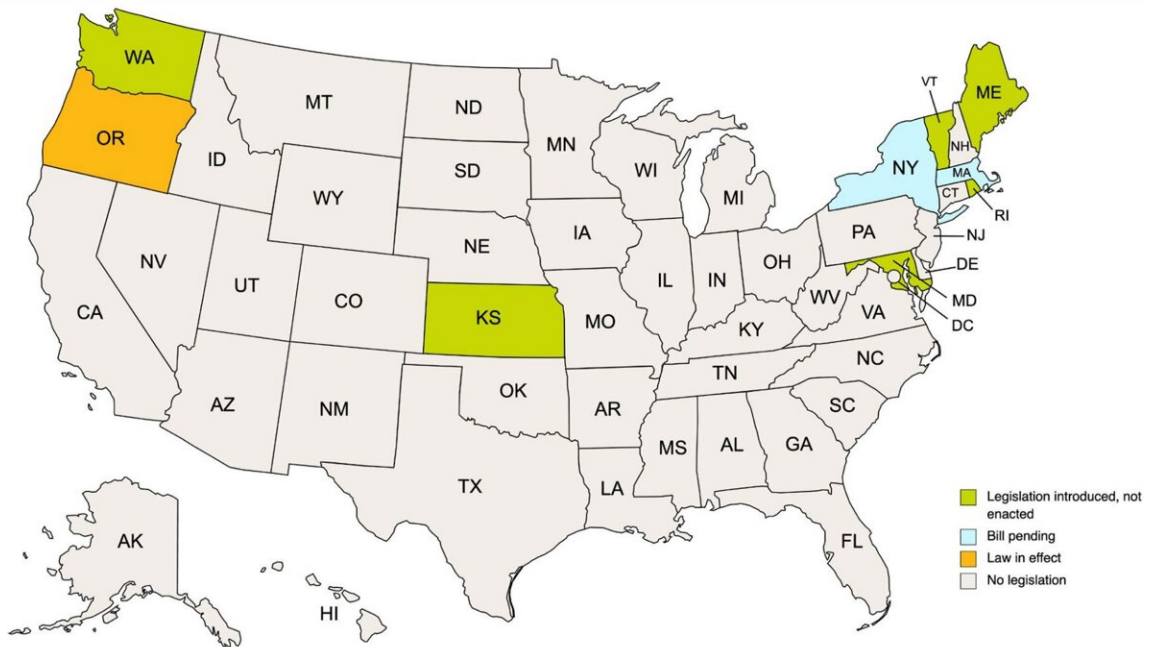 WA
OR
CA
NV
ID
MT
WY
UT
AZ
CO
NM
ND
SD
NE
KS
OK
TX
MN
IA
MO
AR
LA
WI
IL
MS
MI
IN
KY
TN
AL
OH
WV
GA
FL
SC
NC
VA
PA
NY
VT
ME
NH
MA
CT
RI
NJ
DE
MD
DC
AK
HI
Legislation introduced, not
enacted
Bill pending
Law in effect
No legislation